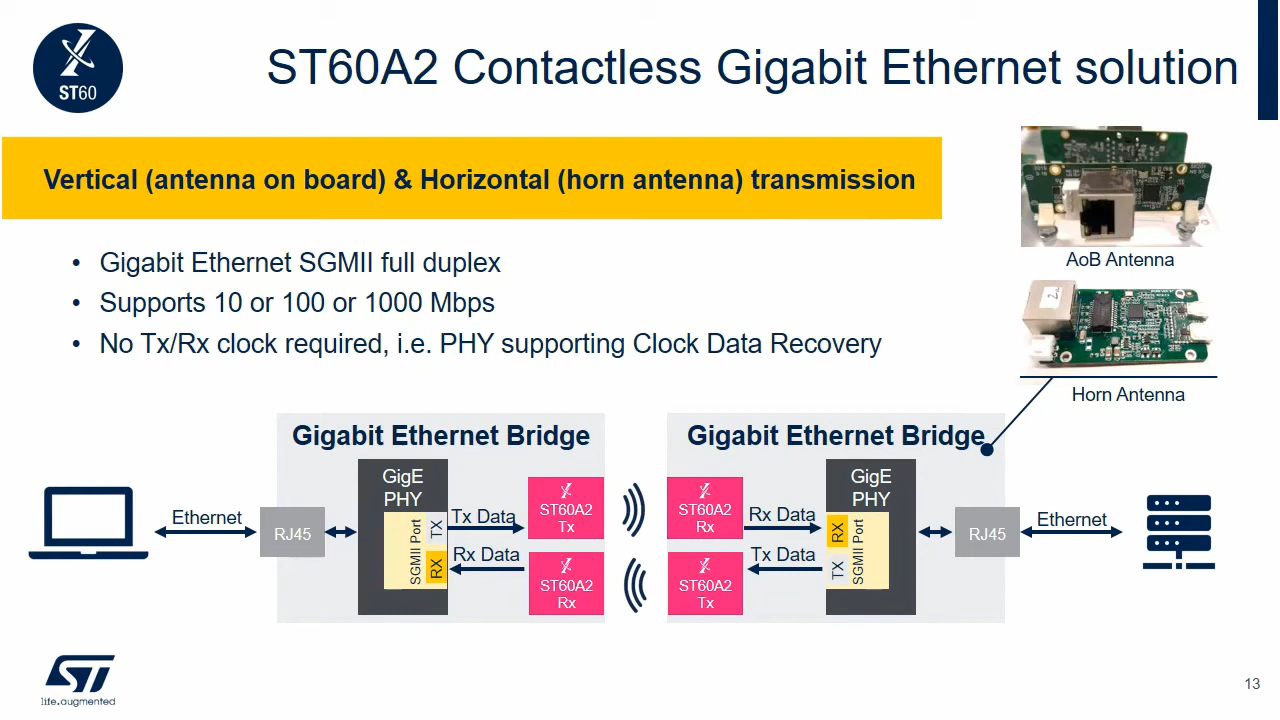 ST60
ST60A2 Contactless Gigabit Ethernet solution
Vertical (antenna on board) & Horizontal (horn antenna) transmission
• Gigabit Ethernet SGMII full duplex
• Supports 10 or 100 or 1000 Mbps
• No Tx/Rx clock required, i.e. PHY supporting Clock Data Recovery
AoB Antenna
Horn Antenna
Gigabit Ethernet Bridge
Gigabit Ethernet Bridge
Ethernet
RJ45
GigE
PHY
SGMII Port
TX
RX
Tx Data
Rx Data
ST60A2
Tx
ST60A2
Rx
ST60A2
Rx
ST60A2
Tx
Rx Data
Tx Data
GigE
PHY
RX
TX
SGMII Port
RJ45
Ethernet
ST
life.augmented
13